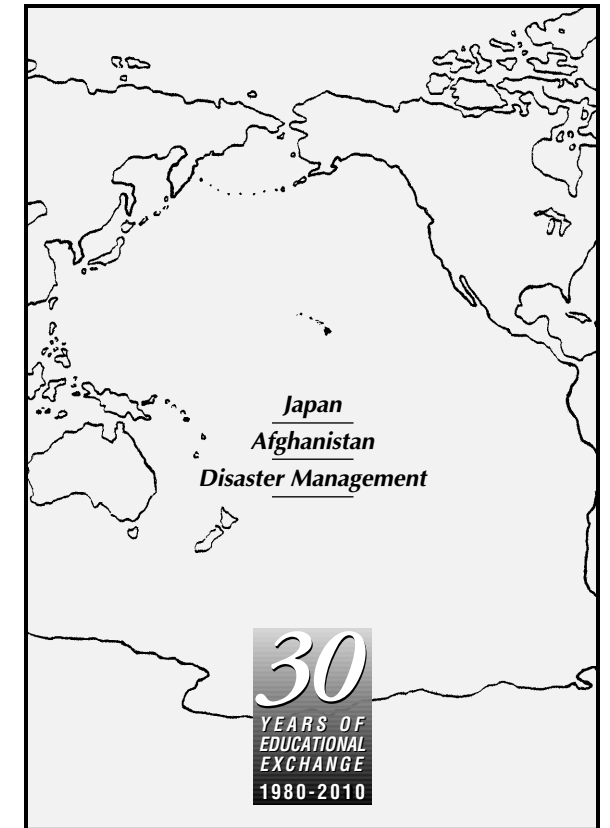 Japan
Afghanistan
Disaster Management
30
YEARS OF
EDUCATIONAL
EXCHANGE
1980-2010